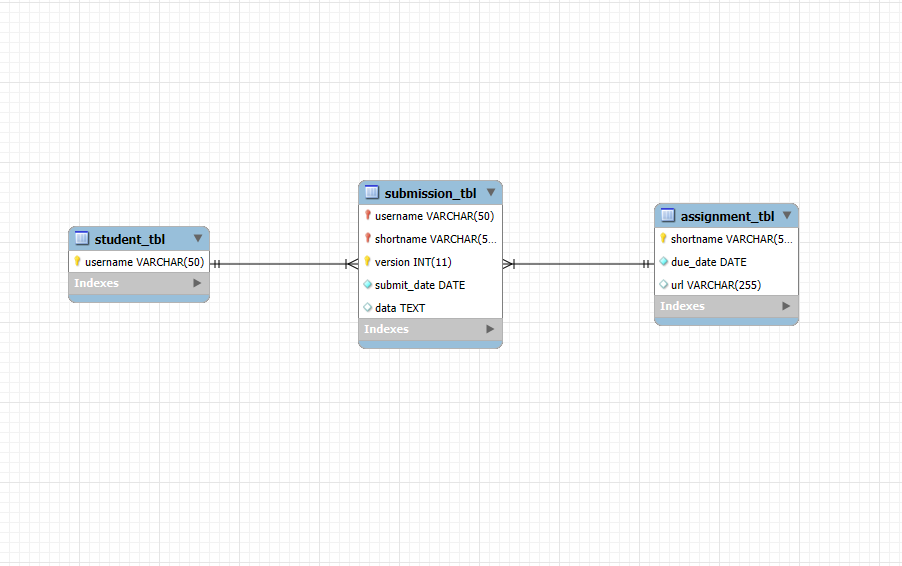 student_tbl
username VARCHAR(50)
Indexes
submission_tbl
username VARCHAR(50)
shortname VARCHAR(5...
version INT(11)
submit_date DATE
data TEXT
Indexes
assignment_tbl
shortname VARCHAR(5...
due_date DATE
url VARCHAR(255)
Indexes